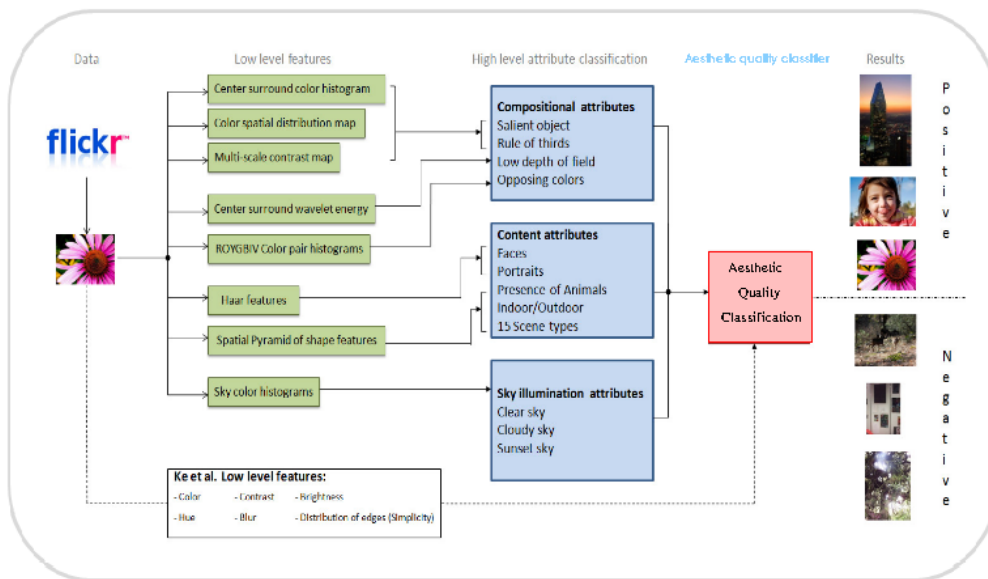 Data
Low level features
High level attribute classification
Aesthetic quality classifier
Results
flickr™
Center surround color histogram
Color spatial distribution map
Multi-scale contrast map
Center surround wavelet energy
ROYGBIV Color pair histograms
Haar features
Spatial Pyramid of shape features
Sky color histograms
Compositional attributes
Salient object
Rule of thirds
Low depth of field
Opposing colors
Content attributes
Faces
Portraits
Presence of Animals
Indoor/Outdoor
15 Scene types
Sky illumination attributes
Clear sky
Cloudy sky
Sunset sky
Aesthetic
Quality
Classification
Positive
Negative
Ke et al. Low level features:
- Color - Contrast - Brightness
- Hue - Blur - Distribution of edges (Simplicity)